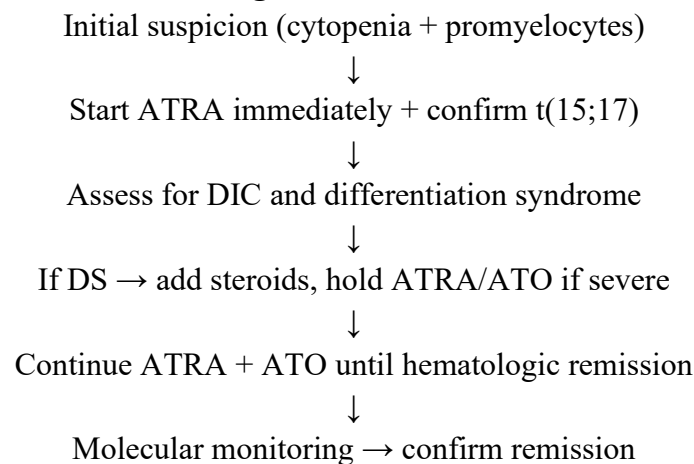 Initial suspicion (cytopenia + promyelocytes)
↓
Start ATRA immediately + confirm t(15;17)
↓
Assess for DIC and differentiation syndrome
↓
If DS → add steroids, hold ATRA/ATO if severe
↓
Continue ATRA + ATO until hematologic remission
↓
Molecular monitoring → confirm remission